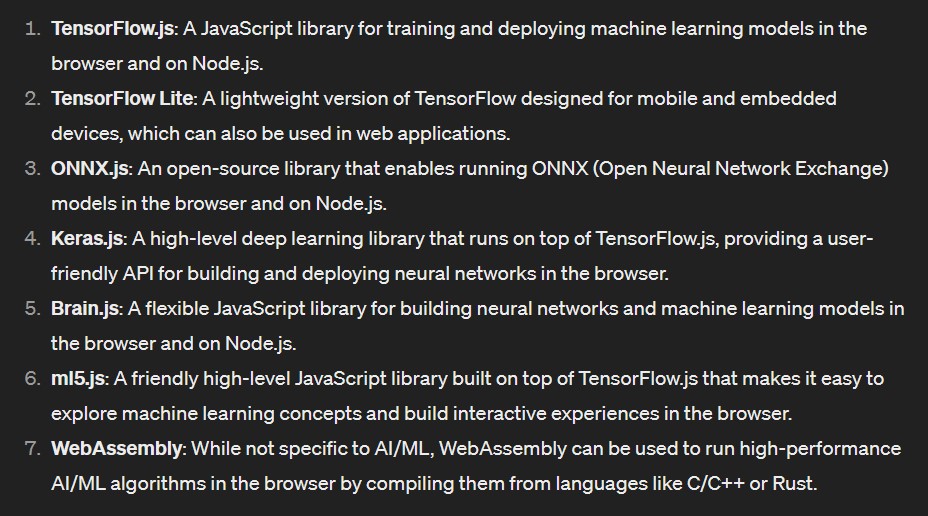 1. TensorFlow.js: A JavaScript library for training and deploying machine learning models in the
browser and on Node.js.
2. TensorFlow Lite: A lightweight version of TensorFlow designed for mobile and embedded
devices, which can also be used in web applications.
3. ONNX.js: An open-source library that enables running ONNX (Open Neural Network Exchange)
models in the browser and on Node.js.
4. Keras.js: A high-level deep learning library that runs on top of TensorFlow.js, providing a user-
friendly API for building and deploying neural networks in the browser.
5. Brain.js: A flexible JavaScript library for building neural networks and machine learning models in
the browser and on Node.js.
6. ml5.js: A friendly high-level JavaScript library built on top of TensorFlow.js that makes it easy to
explore machine learning concepts and build interactive experiences in the browser.
7. WebAssembly: While not specific to AI/ML, WebAssembly can be used to run high-performance
AI/ML algorithms in the browser by compiling them from languages like C/C++ or Rust.